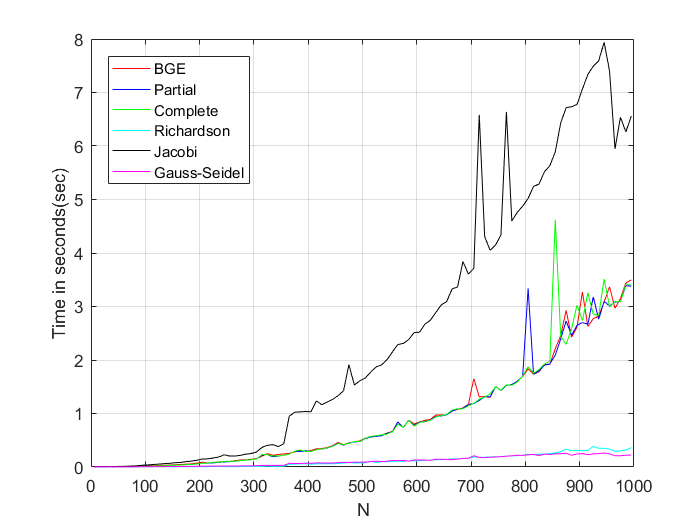 8
7
6
5
4
3
2
1
0
Time in seconds(sec)
BGE
Partial
Complete
Richardson
Jacobi
Gauss-Seidel
0 100 200 300 400 500 600 700 800 900 1000
N